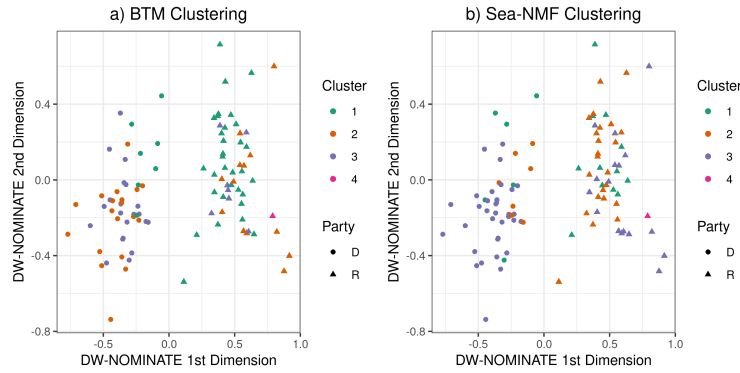 a) BTM Clustering
DW-NOMINATE 2nd Dimension
0.4
0.0
-0.4
-0.8
-0.5
0.0
0.5
1.0
DW-NOMINATE 1st Dimension
Cluster
1
2
3
4
Party
D
R
b) Sea-NMF Clustering
DW-NOMINATE 2nd Dimension
0.4
0.0
-0.4
-0.8
-0.5
0.0
0.5
1.0
DW-NOMINATE 1st Dimension
Cluster
1
2
3
4
Party
D
R